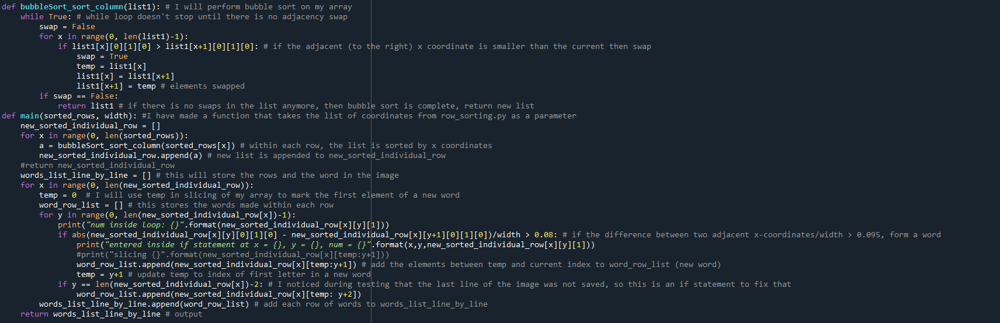 def bubbleSort_sort_column(list1): # I will perform bubble sort on my array
    while True: # while loop doesn't stop until there is no adjacency swap
        swap = False
        for x in range(0, len(list1)-1):
            if list1[x][0][1][0] > list1[x+1][0][1][0]: # if the adjacent (to the right) x coordinate is smaller than the current then swap
                swap = True
                temp = list1[x]
                list1[x] = list1[x+1]
                list1[x+1] = temp # elements swapped
        if swap == False:
            return list1 # if there is no swaps in the list anymore, then bubble sort is complete, return new list
def main(sorted_rows, width): #I have made a function that takes the list of coordinates from row_sorting.py as a parameter
    new_sorted_individual_row = []
    for x in range(0, len(sorted_rows)):
        a = bubbleSort_sort_column(sorted_rows[x]) # within each row, the list is sorted by x coordinates
        new_sorted_individual_row.append(a) # new list is appended to new_sorted_individual_row
    #return new_sorted_individual_row
    words_list_line_by_line = [] # this will store the rows and the word in the image
    for x in range(0, len(new_sorted_individual_row)):
        temp = 0  # I will use temp in slicing of my array to mark the first element of a new word
        word_row_list = [] # this stores the words made within each row
        for y in range(0, len(new_sorted_individual_row[x])-1):
            print("num inside loop: {}".format(new_sorted_individual_row[x][y][1]))
            if abs(new_sorted_individual_row[x][y][0][1][0] - new_sorted_individual_row[x][y+1][0][1][0])/width > 0.08: # if the difference between two adjacent x-coordinates/width > 0.095, form a word
                print("entered inside if statement at x = {}, y = {}, num = {}".format(x,y,new_sorted_individual_row[x][y][1]))
                #print("slicing {}".format(new_sorted_individual_row[x][temp:y+1]))
                word_row_list.append(new_sorted_individual_row[x][temp:y+1]) # add the elements between temp and current index to word_row_list (new word)
                temp = y+1 # update temp to index of first letter in a new word
            if y == len(new_sorted_individual_row[x])-2: # I noticed during testing that the last line of the image was not saved, so this is an if statement to fix that
                word_row_list.append(new_sorted_individual_row[x][temp: y+2])
        words_list_line_by_line.append(word_row_list) # add each row of words to words_list_line_by_line
    return words_list_line_by_line # output